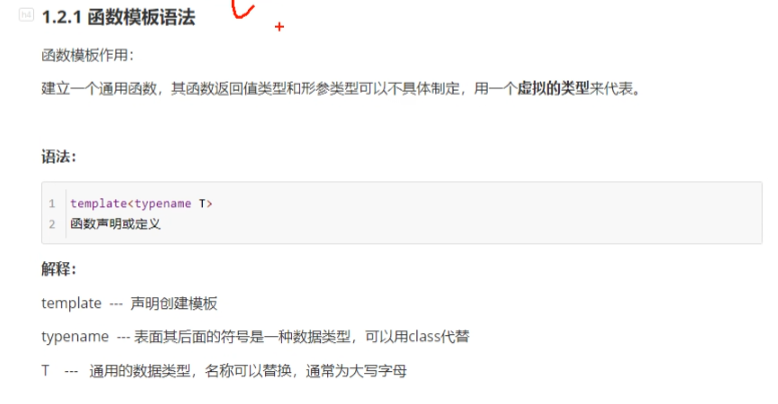 h4
1.2.1 函数模板语法
函数模板作用：
建立一个通用函数，其函数返回值类型和形参类型可以不具体制定，用一个虚拟的类型来代表。
语法：
1 template<typename T>
2 函数声明或定义
解释：
template --- 声明创建模板
typename --- 表面其后面的符号是一种数据类型，可以用class代替
T --- 通用的数据类型，名称可以替换，通常为大写字母